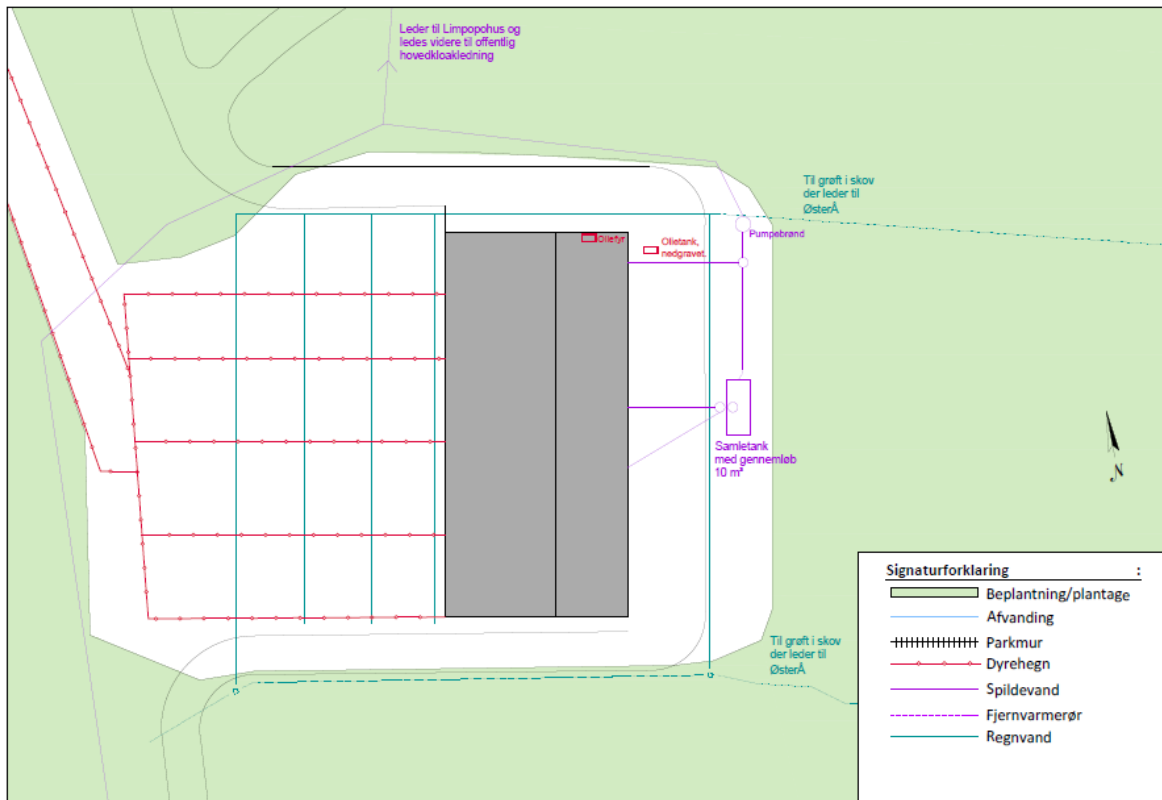 Leder til Limpopohus og
ledes videre til offentlig
hovedkloakledning
Til grøft i skov
der leder til
ØsterÅ
Pumpebrønd
Oliefyr
Olietank,
nedgravet.
Samletank
med gennemløb
10 m³
N
Til grøft i skov
der leder til
ØsterÅ
Signaturforklaring :
Beplantning/plantage
Afvanding
Parkmur
Dyrehegn
Spildevand
Fjernvarmerør
Regnvand